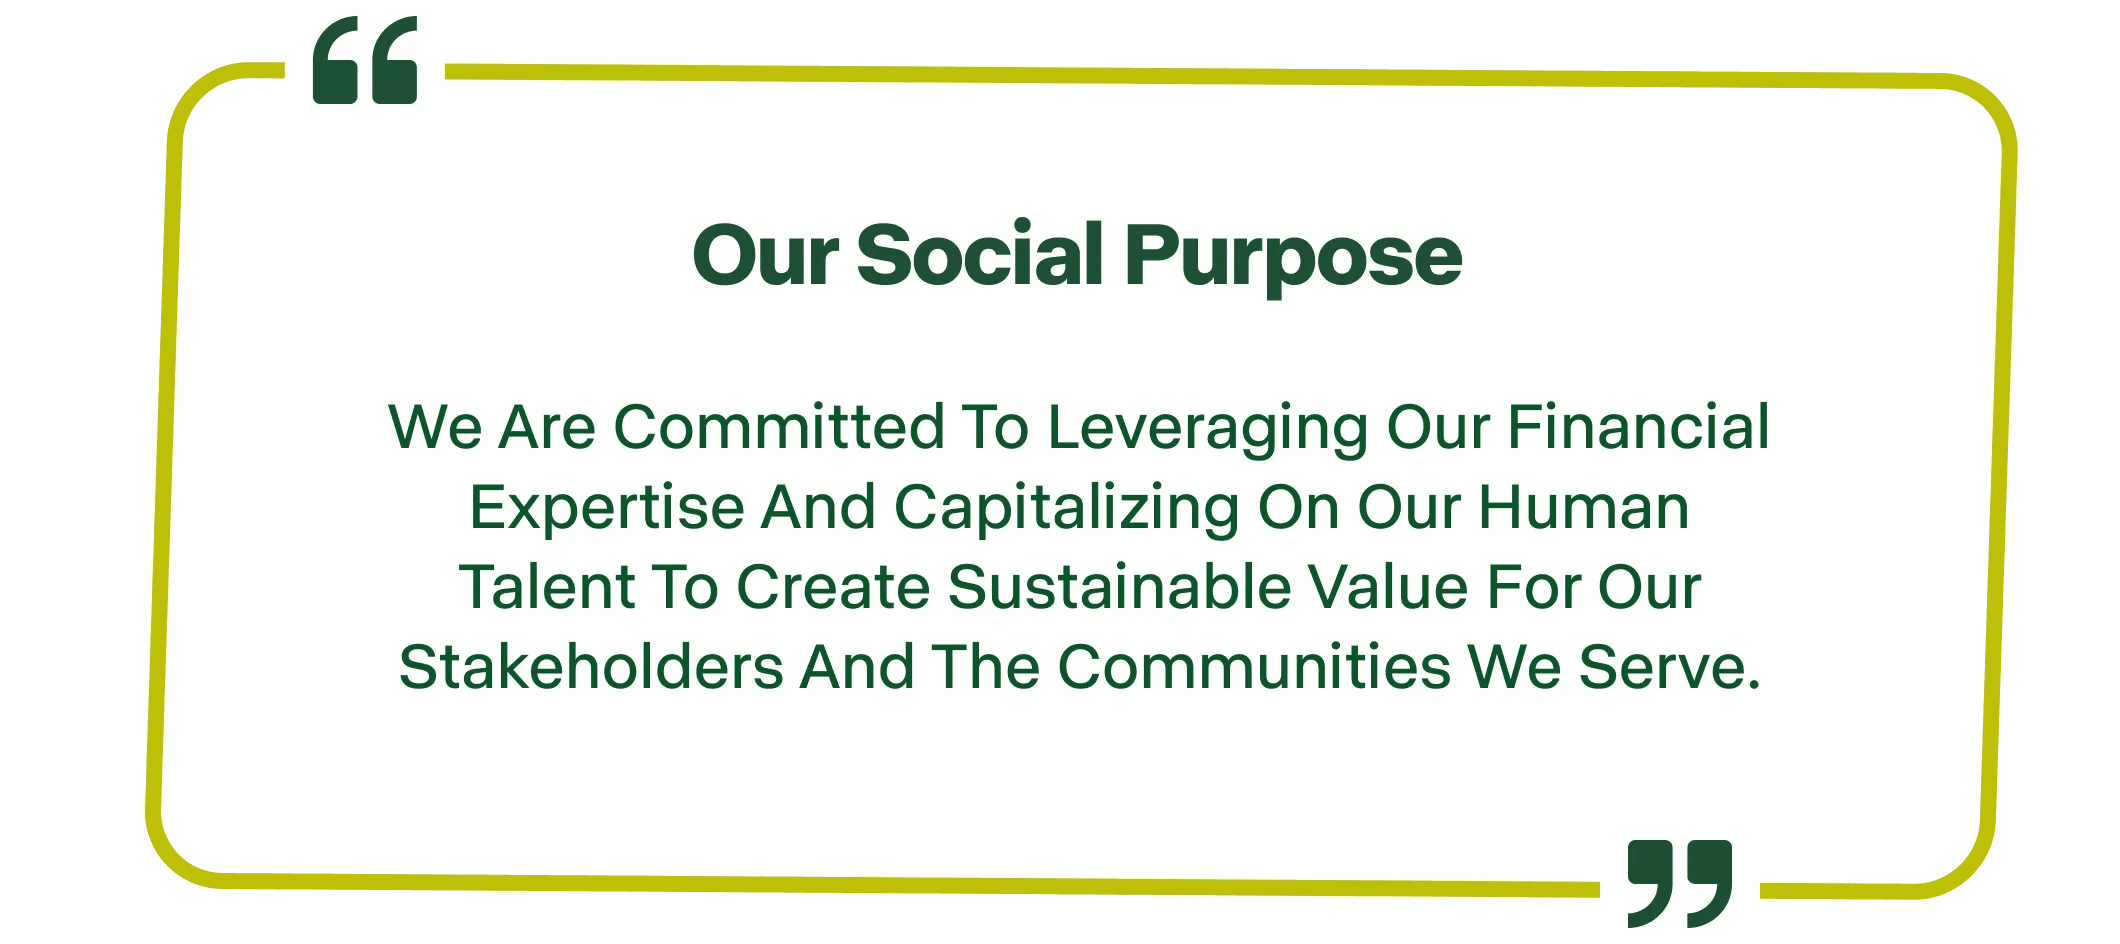 Our Social Purpose
We Are Committed To Leveraging Our Financial
Expertise And Capitalizing On Our Human
Talent To Create Sustainable Value For Our
Stakeholders And The Communities We Serve.